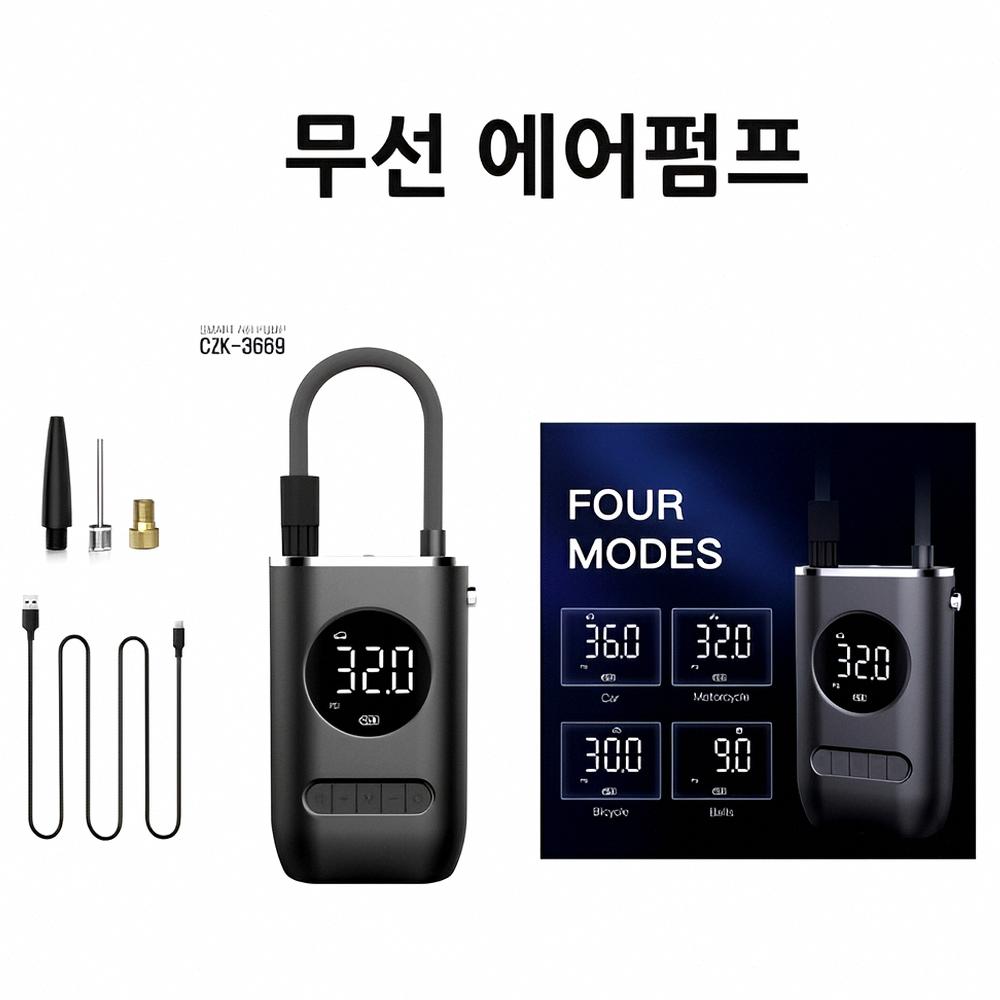 무선 에어펌프
CZK-3669
32.0
FOUR
MODES
36.0
32.0
Car
Motorcycle
30.0
9.0
Bicycle
32.0